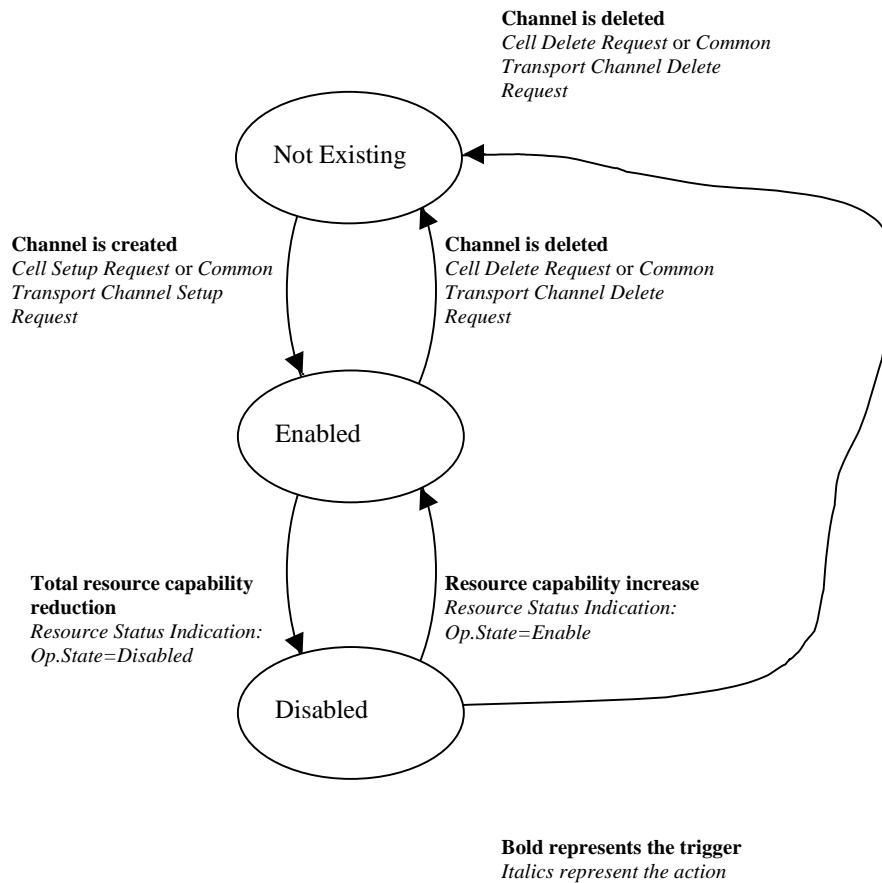 Channel is deleted
Cell Delete Request or Common
Transport Channel Delete
Request
Not Existing
Channel is created
Cell Setup Request or Common
Transport Channel Setup
Request
Channel is deleted
Cell Delete Request or Common
Transport Channel Delete
Request
Enabled
Total resource capability
reduction
Resource Status Indication:
Op.State=Disabled
Resource capability increase
Resource Status Indication:
Op.State=Enable
Disabled
Bold represents the trigger
Italics represent the action